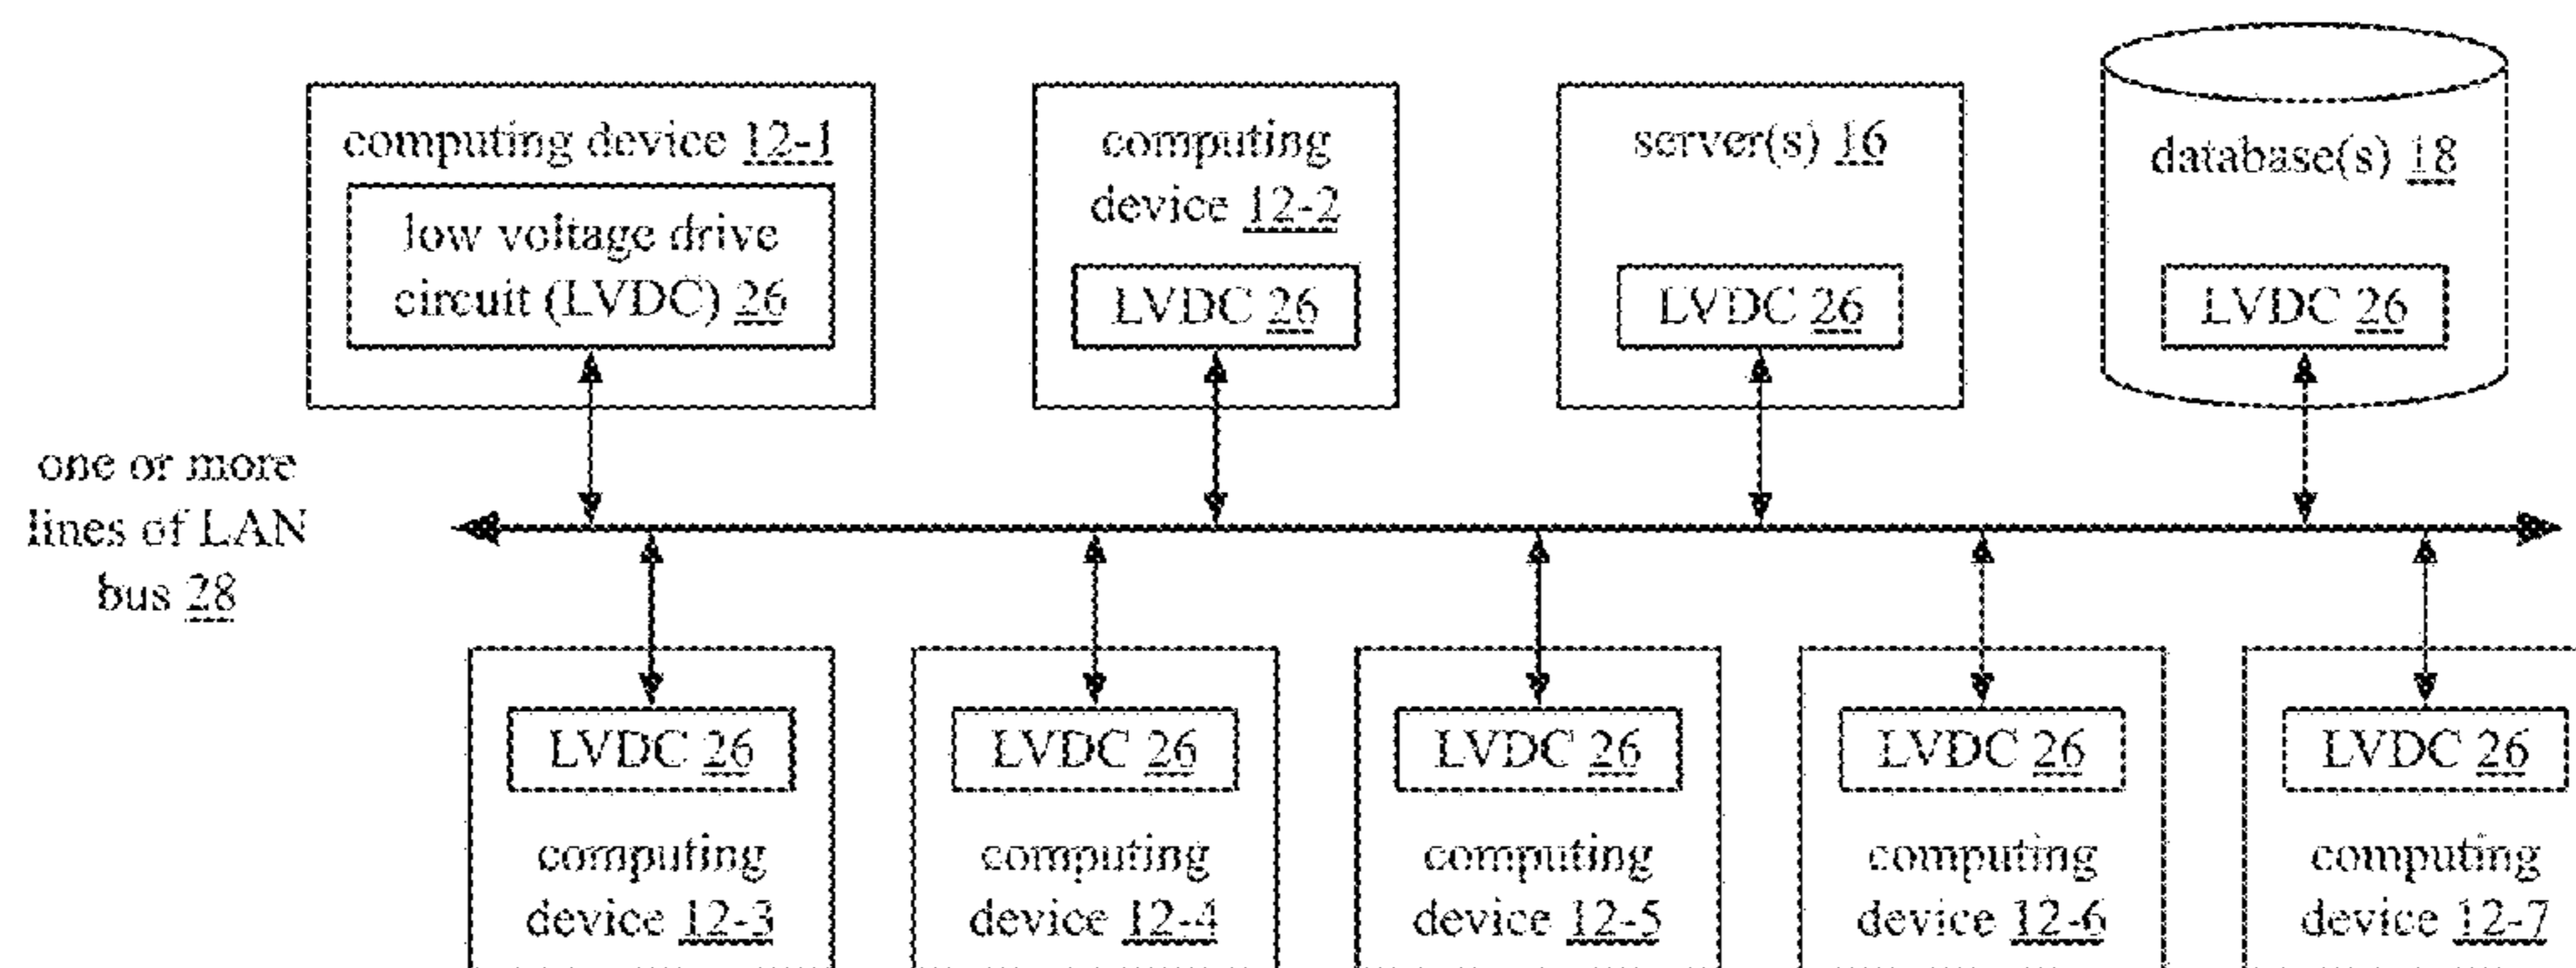 computing device 12-1
low voltage drive
circuit (LVDC) 26
computing
device 12-2
LVDC 26
server(s) 16
LVDC 26
database(s) 18
LVDC 26
one or more
lines of LAN
bus 28
LVDC 26
computing
device 12-3
LVDC 26
computing
device 12-4
LVDC 26
computing
device 12-5
LVDC 26
computing
device 12-6
LVDC 26
computing
device 12-7